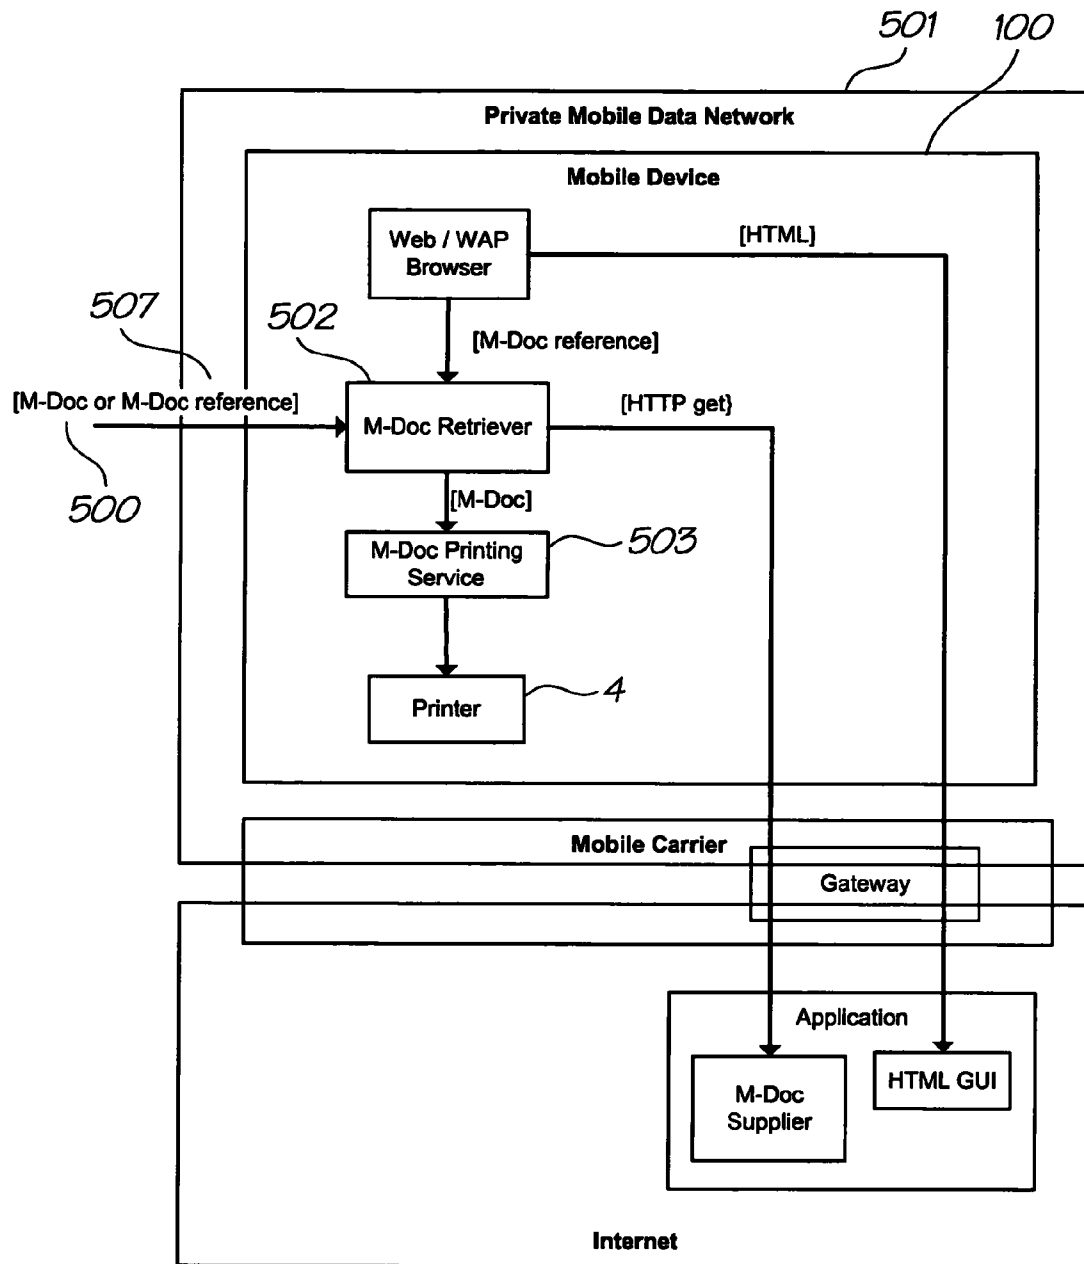 501
100
Private Mobile Data Network
Mobile Device
Web / WAP
Browser
[HTML}
507
502
[M-Doc reference]
[M-Doc or M-Doc reference]
M-Doc Retriever
[HTTP get}
500
[M-Doc]
503
M-Doc Printing
Service
4
Printer
Mobile Carrier
Gateway
Application
M-Doc
Supplier
HTML GUI
Internet